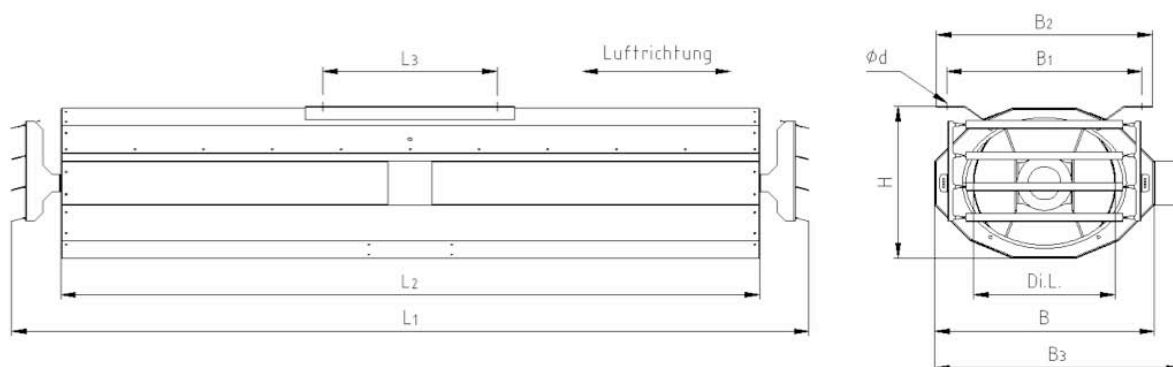 L3
Luftrichtung
L2
L1
B2
Ød
B1
H
Di.L.
B
B3